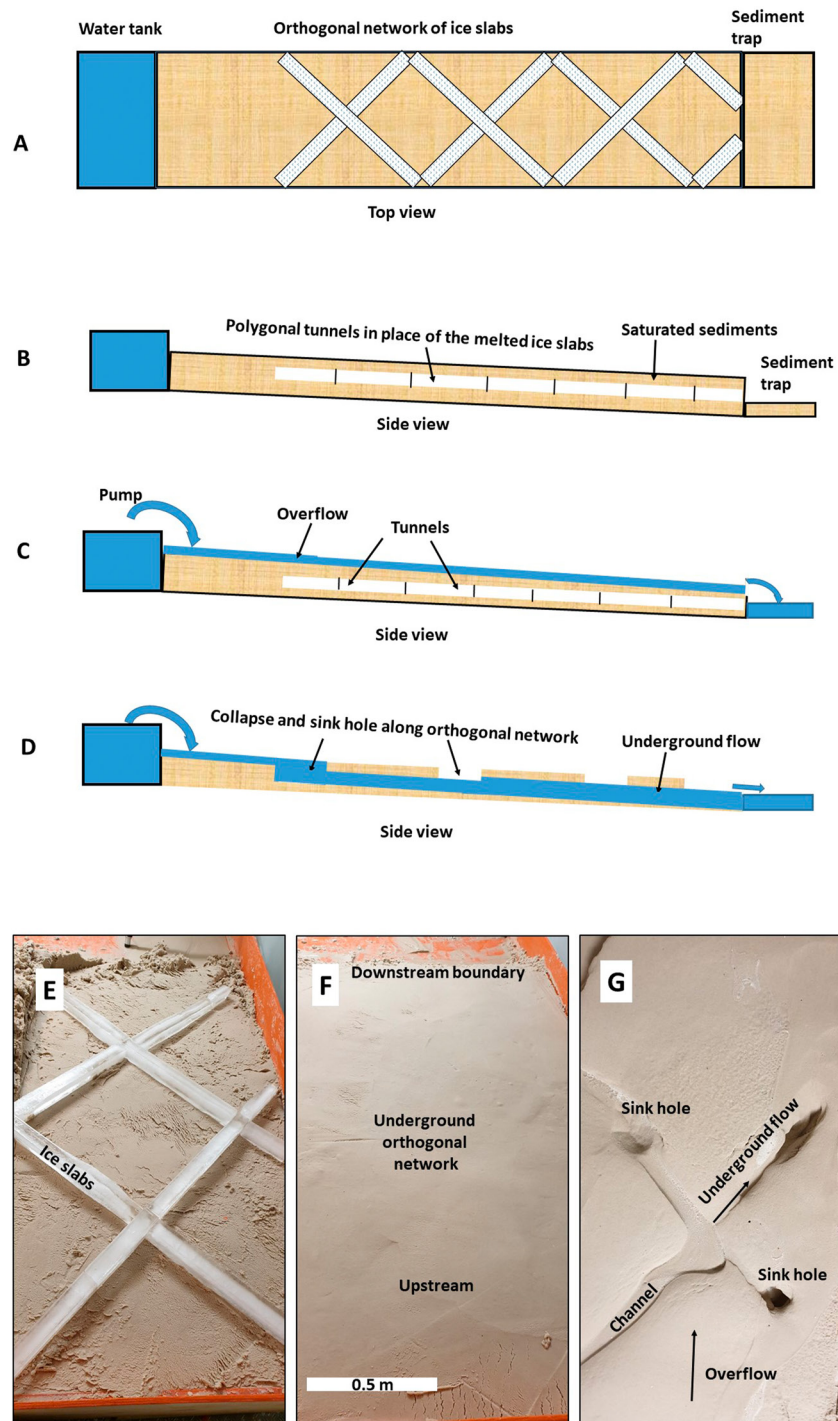 Water tank
Orthogonal network of ice slabs
Sediment
trap
A
Top view
B
Polygonal tunnels in place of the melted ice slabs
Saturated sediments
Sediment
trap
Side view
Pump
C
Overflow
Tunnels
Side view
D
Collapse and sink hole along orthogonal network
Underground flow
Side view
E
Ice slabs
F
Downstream boundary
Underground
orthogonal
network
Upstream
0.5 m
G
Sink hole
Underground flow
Sink hole
Channel
Overflow